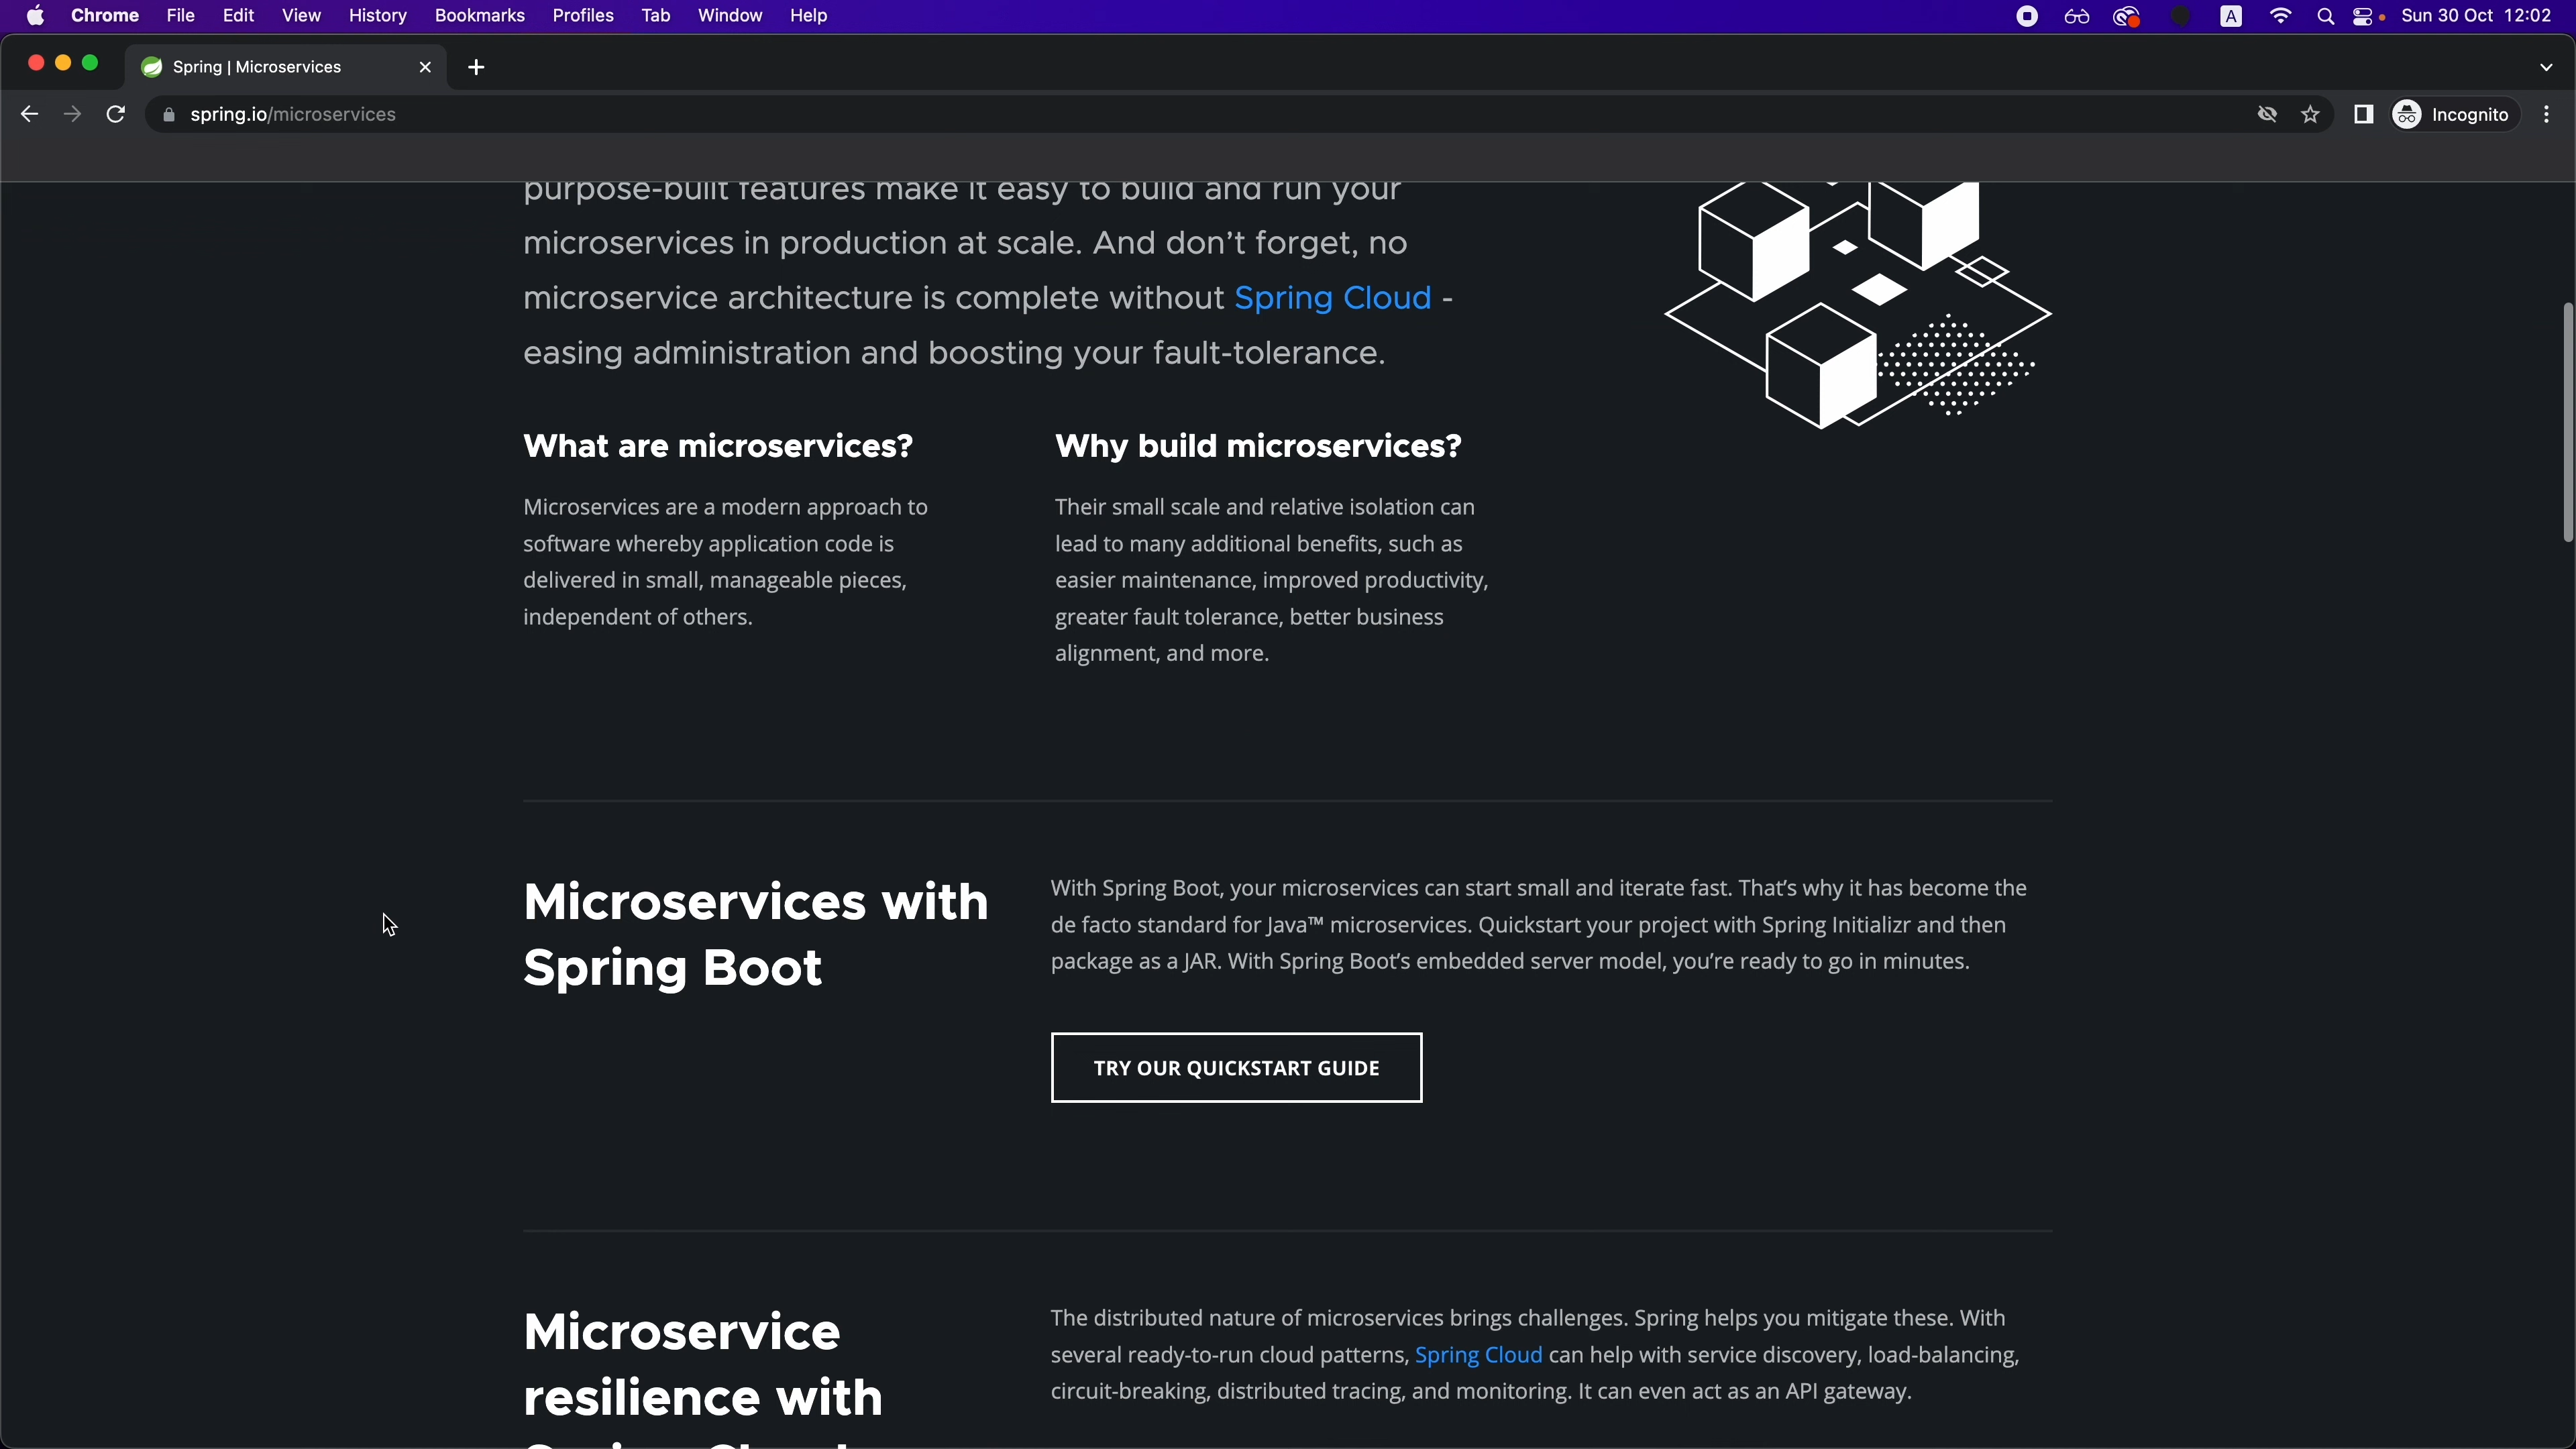 Chrome File Edit View History Bookmarks Profiles Tab Window Help A Sun 30 Oct 12:02
Spring | Microservices
spring.io/microservices Incognito
purpose-built features make it easy to build and run your
microservices in production at scale. And don’t forget, no
microservice architecture is complete without Spring Cloud -
easing administration and boosting your fault-tolerance.
What are microservices?
Microservices are a modern approach to
software whereby application code is
delivered in small, manageable pieces,
independent of others.
Why build microservices?
Their small scale and relative isolation can
lead to many additional benefits, such as
easier maintenance, improved productivity,
greater fault tolerance, better business
alignment, and more.
Microservices with
Spring Boot
With Spring Boot, your microservices can start small and iterate fast. That’s why it has become the
de facto standard for Java™ microservices. Quickstart your project with Spring Initializr and then
package as a JAR. With Spring Boot’s embedded server model, you’re ready to go in minutes.
TRY OUR QUICKSTART GUIDE
Microservice
resilience with
The distributed nature of microservices brings challenges. Spring helps you mitigate these. With
several ready-to-run cloud patterns, Spring Cloud can help with service discovery, load-balancing,
circuit-breaking, distributed tracing, and monitoring. It can even act as an API gateway.